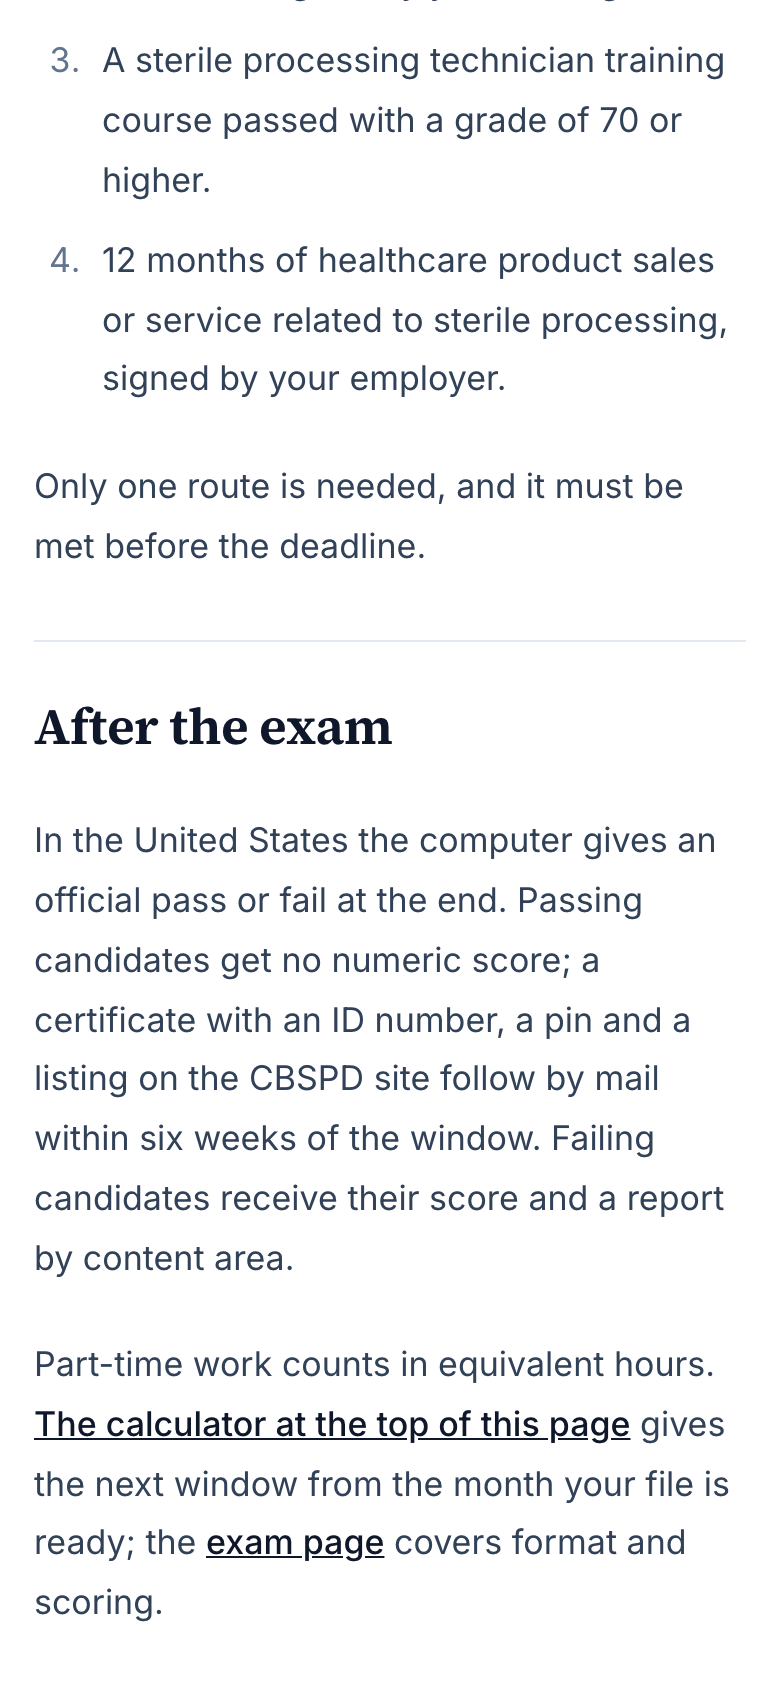 3. A sterile processing technician training
course passed with a grade of 70 or
higher.
4. 12 months of healthcare product sales
or service related to sterile processing,
signed by your employer.
Only one route is needed, and it must be
met before the deadline.
After the exam
In the United States the computer gives an
official pass or fail at the end. Passing
candidates get no numeric score; a
certificate with an ID number, a pin and a
listing on the CBSPD site follow by mail
within six weeks of the window. Failing
candidates receive their score and a report
by content area.
Part-time work counts in equivalent hours.
The calculator at the top of this page gives
the next window from the month your file is
ready; the exam page covers format and
scoring.